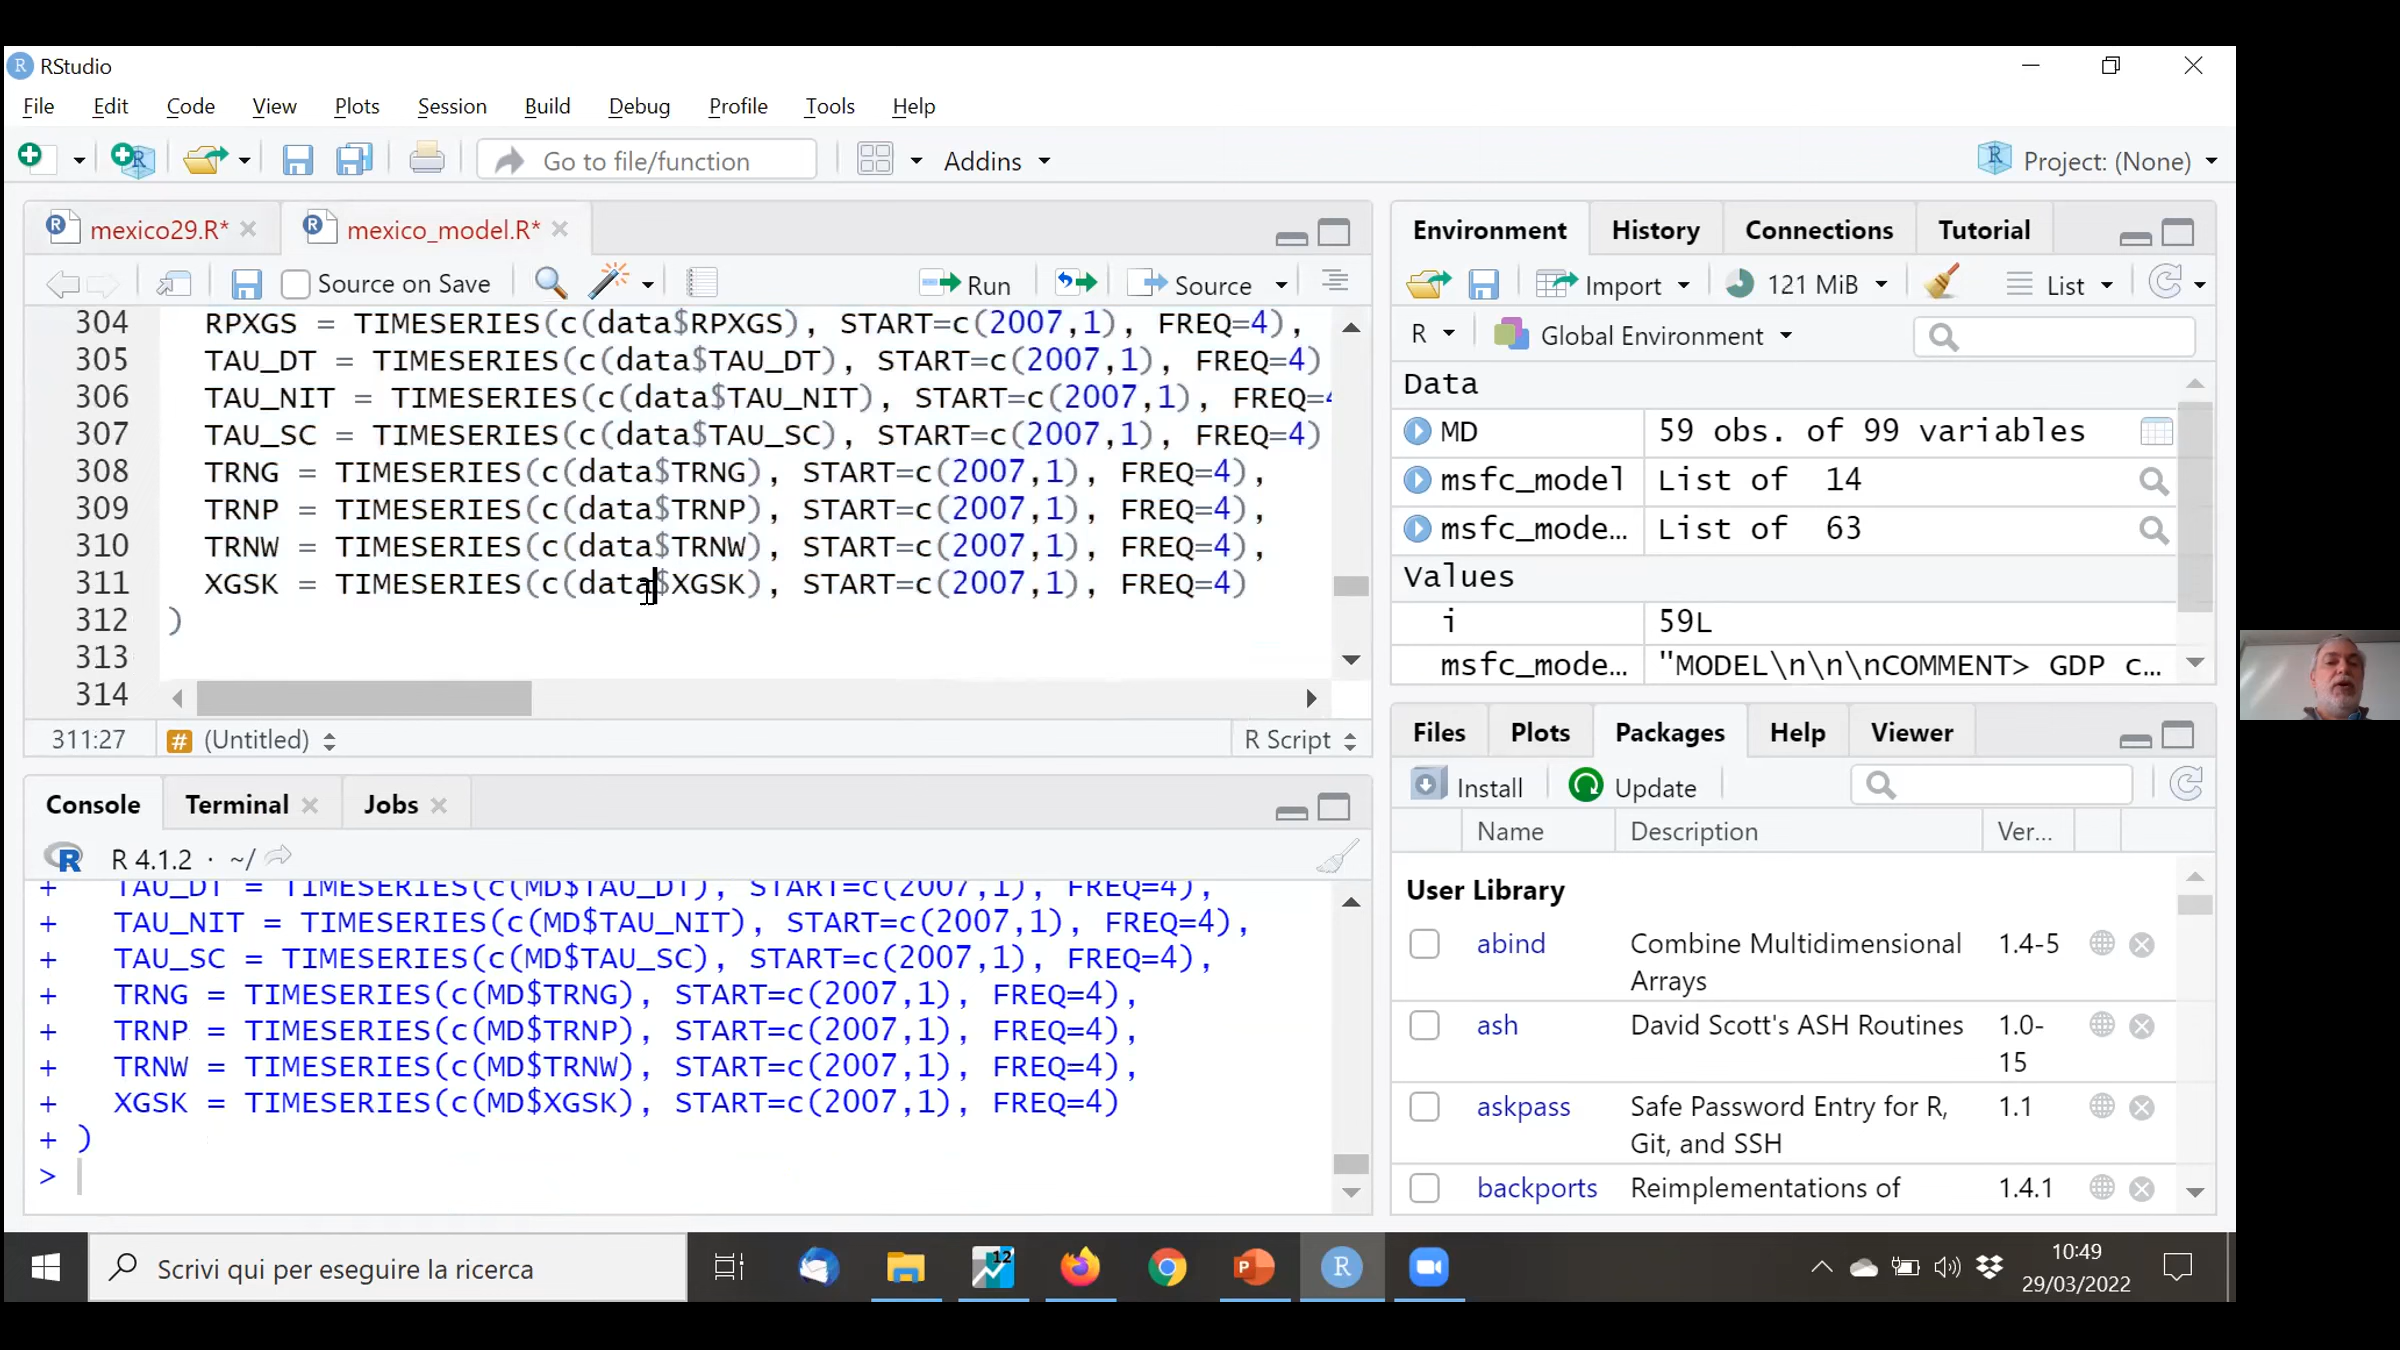 RStudio
File Edit Code View Plots Session Build Debug Profile Tools Help
Go to file/function Addins Project: (None)
mexico29.R* mexico_model.R*
Source on Save Run Source
304 RPXGS = TIMESERIES(c(data$RPXGS), START=c(2007,1), FREQ=4),
305 TAU_DT = TIMESERIES(c(data$TAU_DT), START=c(2007,1), FREQ=4)
306 TAU_NIT = TIMESERIES(c(data$TAU_NIT), START=c(2007,1), FREQ=4
307 TAU_SC = TIMESERIES(c(data$TAU_SC), START=c(2007,1), FREQ=4)
308 TRNG = TIMESERIES(c(data$TRNG), START=c(2007,1), FREQ=4),
309 TRNP = TIMESERIES(c(data$TRNP), START=c(2007,1), FREQ=4),
310 TRNW = TIMESERIES(c(data$TRNW), START=c(2007,1), FREQ=4),
311 XGSK = TIMESERIES(c(data$XGSK), START=c(2007,1), FREQ=4)
312 )
313
314
311:27 # (Untitled) R Script
Console Terminal Jobs
R 4.1.2 · ~/
+ TAU_DT = TIMESERIES(c(MD$TAU_DT), START=c(2007,1), FREQ=4),
+ TAU_NIT = TIMESERIES(c(MD$TAU_NIT), START=c(2007,1), FREQ=4),
+ TAU_SC = TIMESERIES(c(MD$TAU_SC), START=c(2007,1), FREQ=4),
+ TRNG = TIMESERIES(c(MD$TRNG), START=c(2007,1), FREQ=4),
+ TRNP = TIMESERIES(c(MD$TRNP), START=c(2007,1), FREQ=4),
+ TRNW = TIMESERIES(c(MD$TRNW), START=c(2007,1), FREQ=4),
+ XGSK = TIMESERIES(c(MD$XGSK), START=c(2007,1), FREQ=4)
+ )
>
Environment History Connections Tutorial
Import 121 MiB List
R Global Environment
Data
MD 59 obs. of 99 variables
msfc_model List of 14
msfc_mode… List of 63
Values
i 59L
msfc_mode… "MODEL\n\n\nCOMMENT> GDP c…
Files Plots Packages Help Viewer
Install Update
Name Description Ver...
User Library
abind Combine Multidimensional Arrays 1.4-5
ash David Scott's ASH Routines 1.0-15
askpass Safe Password Entry for R, Git, and SSH 1.1
backports Reimplementations of 1.4.1
Scrivi qui per eseguire la ricerca
12
10:49
29/03/2022